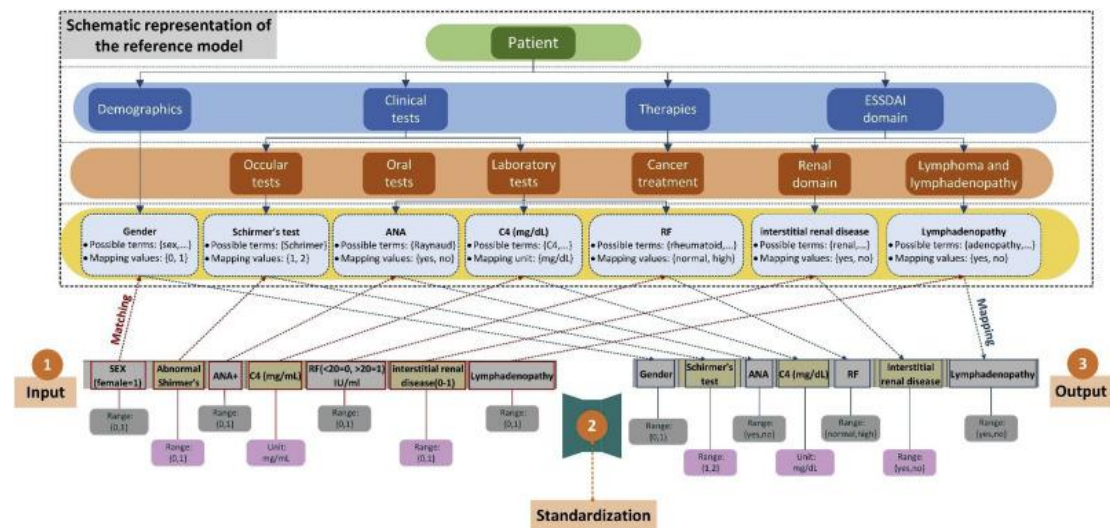 Schematic representation of
the reference model
Patient
Demographics
Clinical
tests
Therapies
ESSDAI
domain
Occular
tests
Oral
tests
Laboratory
tests
Cancer
treatment
Renal
domain
Lymphoma and
lymphadenopathy
Gender
• Possible terms: {sex,...}
• Mapping values: {0, 1}
Schirmer's test
• Possible terms: {Schrimer}
• Mapping values: {1, 2}
ANA
• Possible terms: {Raynaud}
• Mapping values: {yes, no}
C4 (mg/dL)
• Possible terms: {C4,...}
• Mapping unit: {mg/dL}
RF
• Possible terms: {rheumatoid,...}
• Mapping values: {normal, high}
interstitial renal disease
• Possible terms: {renal,...}
• Mapping values: {yes, no}
Lymphadenopathy
• Possible terms: {adenopathy,...}
• Mapping values: {yes, no}
Matching
Mapping
1
Input
SEX
(female=1)
Abnormal
Shirmer's
ANA+
C4 (mg/mL)
RF(<20=0, >20=1)
IU/ml
interstitial renal
disease(0-1)
Lymphadenopathy
Range:
{0,1}
Range:
{0,1}
Range:
{0,1}
Unit:
mg/mL
Range:
{0,1}
Range:
{0,1}
Range:
{0,1}
2
Standardization
Gender
Schirmer's
test
ANA
C4 (mg/dL)
RF
interstitial
renal disease
Lymphadenopathy
Range:
{0,1}
Range:
{1,2}
Range:
{yes,no}
Unit:
mg/dL
Range:
{normal,high}
Range:
{yes,no}
Range:
{yes,no}
3
Output